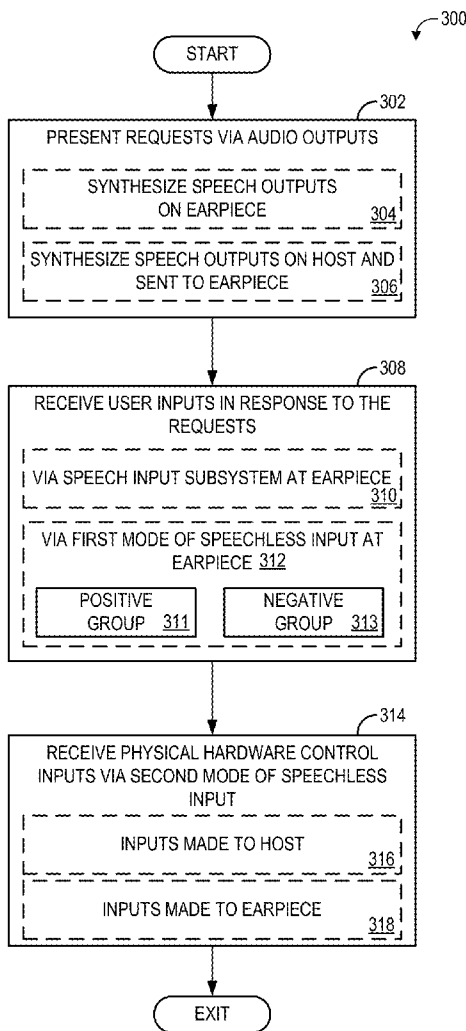 300
START
302
PRESENT REQUESTS VIA AUDIO OUTPUTS
SYNTHESIZE SPEECH OUTPUTS
ON EARPIECE
304
SYNTHESIZE SPEECH OUTPUTS ON HOST AND
SENT TO EARPIECE
306
308
RECEIVE USER INPUTS IN RESPONSE TO THE
REQUESTS
VIA SPEECH INPUT SUBSYSTEM AT EARPIECE
310
VIA FIRST MODE OF SPEECHLESS INPUT AT
EARPIECE 312
POSITIVE
GROUP 311
NEGATIVE
GROUP 313
314
RECEIVE PHYSICAL HARDWARE CONTROL
INPUTS VIA SECOND MODE OF SPEECHLESS
INPUT
INPUTS MADE TO HOST
316
INPUTS MADE TO EARPIECE
318
EXIT